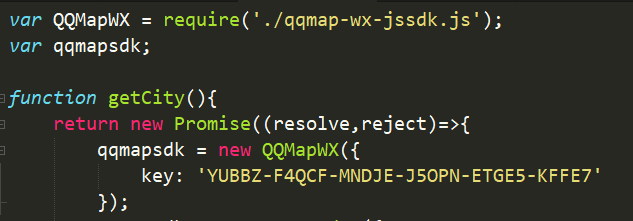 var QQMapWX = require('./qqmap-wx-jssdk.js');
var qqmapsdk;
function getCity(){
return new Promise((resolve,reject)=>{
qqmapsdk = new QQMapWX({
key: 'YUBBZ-F4QCF-MNDJE-J5OPN-ETGE5-KFFE7'
});